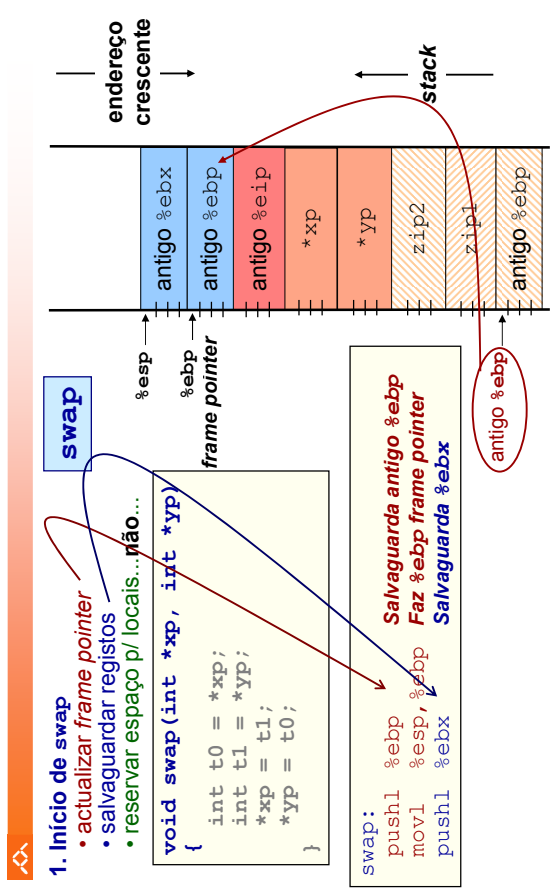 1. Início de swap
• actualizar frame pointer
• salvaguardar registos
• reservar espaço p/ locais...não...
swap
void swap(int *xp, int *yp)
{
int t0 = *xp;
int t1 = *yp;
*xp = t1;
*yp = t0;
}
swap:
pushl %ebp
movl %esp,%ebp
pushl %ebx
Salvaguarda antigo %ebp
Faz %ebp frame pointer
Salvaguarda %ebx
%esp
%ebp
frame pointer
antigo %ebp
antigo %ebx
antigo %ebp
antigo %eip
*xp
*yp
zip2
zip1
antigo %ebp
endereço
crescente
stack